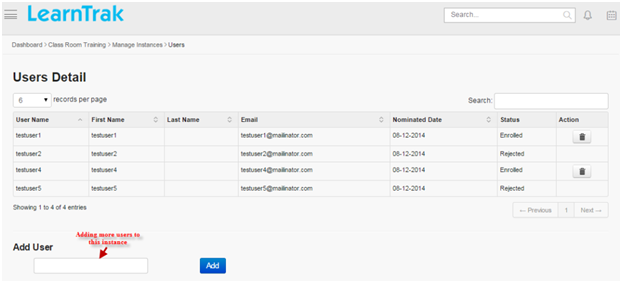 LearnTrak
Search...
Dashboard > Class Room Training > Manage Instances > Users
Users Detail
6 records per page Search:
User Name First Name Last Name Email Nominated Date Status Action
testuser1 testuser1 testuser1@mailinator.com 08-12-2014 Enrolled
testuser2 testuser2 testuser2@mailinator.com 08-12-2014 Rejected
testuser4 testuser4 testuser4@mailinator.com 08-12-2014 Enrolled
testuser5 testuser5 testuser5@mailinator.com 08-12-2014 Rejected
Showing 1 to 4 of 4 entries
← Previous 1 Next →
Adding more users to
this instance
Add User
Add